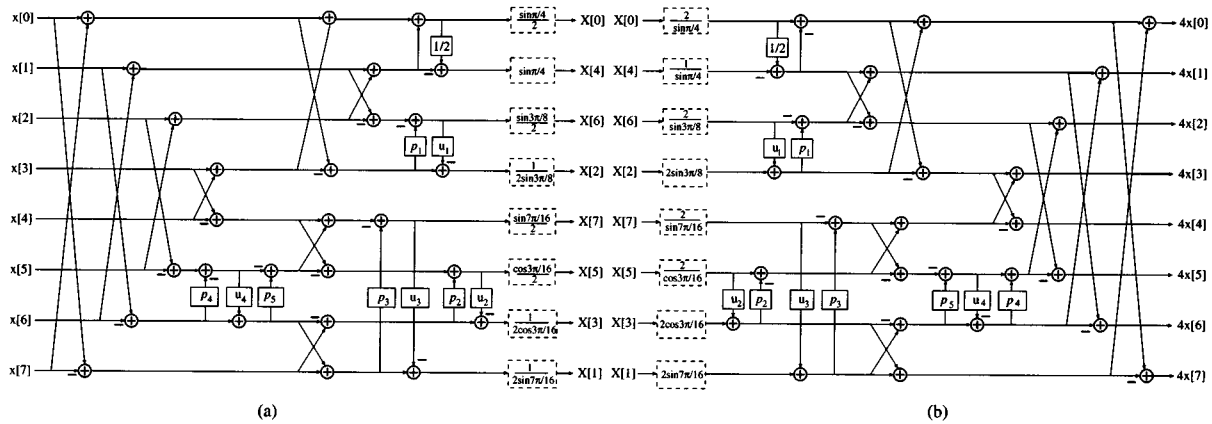 x[0] sinπ/4 / 2 X[0] X[0] 2 / sinπ/4 4x[0]
1/2 1/2
x[1] sinπ/4 X[4] X[4] 1 / sinπ/4 4x[1]
x[2] sin3π/8 / 2 X[6] X[6] 2 / sin3π/8 4x[2]
p₁ u₁ u₁ p₁
x[3] 1 / 2sin3π/8 X[2] X[2] 2sin3π/8 4x[3]
x[4] sin7π/16 / 2 X[7] X[7] 2 / sin7π/16 4x[4]
x[5] cos3π/16 / 2 X[5] X[5] 2 / cos3π/16 4x[5]
p₄ u₄ p₅ p₃ u₃ p₂ u₂ u₂ p₂ u₃ p₃ p₅ u₄ p₄
x[6] 1 / 2cos3π/16 X[3] X[3] 2cos3π/16 4x[6]
x[7] 1 / 2sin7π/16 X[1] X[1] 2sin7π/16 4x[7]
(a) (b)